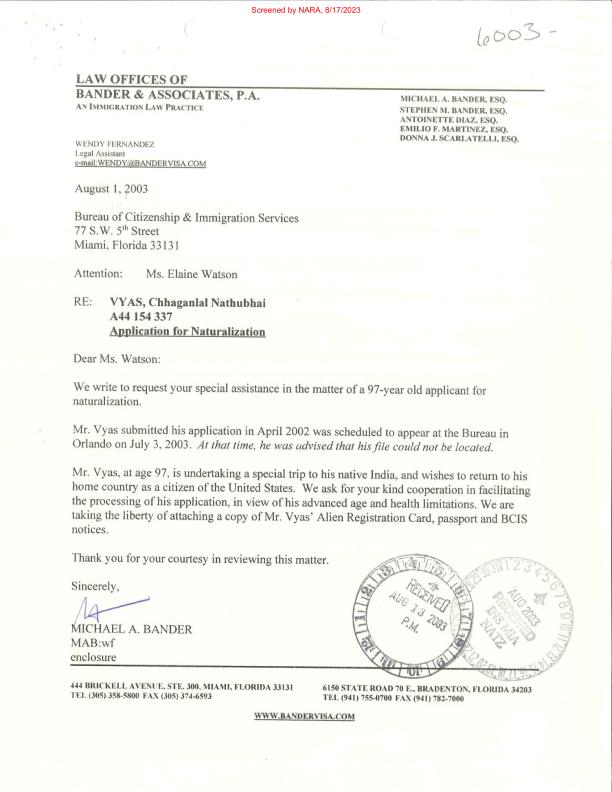 Screened by NARA, 8/17/2023
6003-
LAW OFFICES OF
BANDER & ASSOCIATES, P.A.
AN IMMIGRATION LAW PRACTICE
MICHAEL A. BANDER, ESQ.
STEPHEN M. BANDER, ESQ.
ANTOINETTE DIAZ, ESQ.
EMILIO F. MARTINEZ, ESQ.
DONNA J. SCARLATELLI, ESQ.
WENDY FERNANDEZ
Legal Assistant
e-mail:WENDY@BANDERVISA.COM
August 1, 2003
Bureau of Citizenship & Immigration Services
77 S.W. 5th Street
Miami, Florida 33131
Attention: Ms. Elaine Watson
RE: VYAS, Chhaganlal Nathubhai
A44 154 337
Application for Naturalization
Dear Ms. Watson:
We write to request your special assistance in the matter of a 97-year old applicant for
naturalization.
Mr. Vyas submitted his application in April 2002 was scheduled to appear at the Bureau in
Orlando on July 3, 2003. At that time, he was advised that his file could not be located.
Mr. Vyas, at age 97, is undertaking a special trip to his native India, and wishes to return to his
home country as a citizen of the United States. We ask for your kind cooperation in facilitating
the processing of his application, in view of his advanced age and health limitations. We are
taking the liberty of attaching a copy of Mr. Vyas' Alien Registration Card, passport and BCIS
notices.
Thank you for your courtesy in reviewing this matter.
Sincerely,
MICHAEL A. BANDER
MAB:wf
enclosure
RECEIVED
AUG 13 2003
P.M.
AUG 2003
RECEIVED
INS MIA
NATZ
444 BRICKELL AVENUE, STE. 300, MIAMI, FLORIDA 33131
TEL (305) 358-5800 FAX (305) 374-6593
6150 STATE ROAD 70 E., BRADENTON, FLORIDA 34203
TEL (941) 755-0700 FAX (941) 782-7000
WWW.BANDERVISA.COM